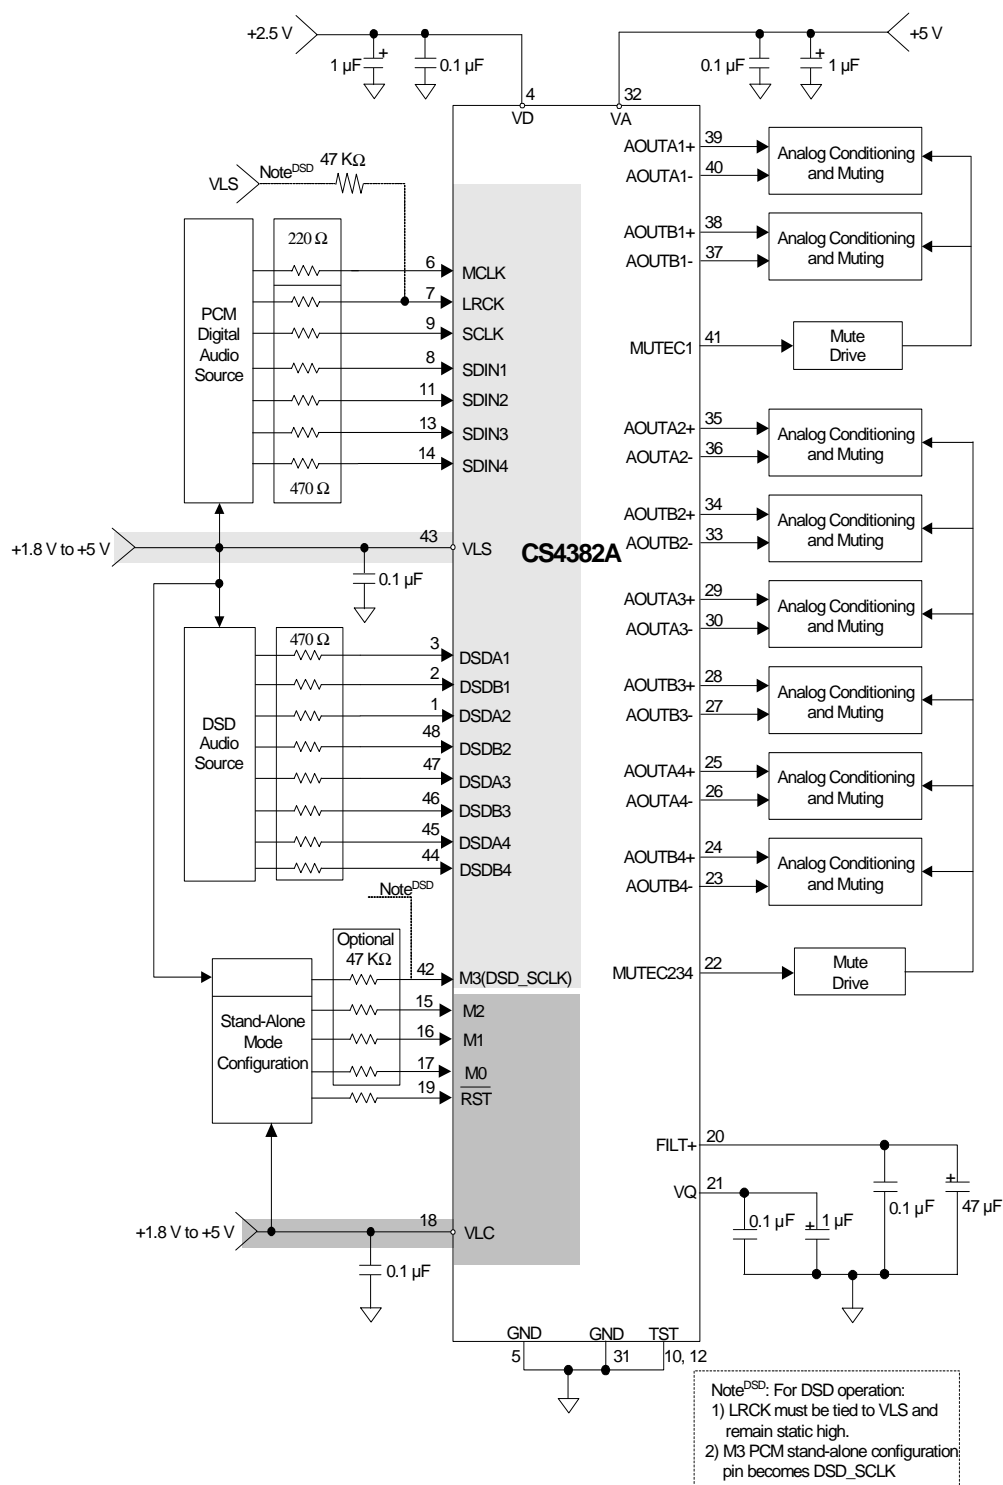 +2.5 V
+5 V
1 µF
+
0.1 µF
0.1 µF
+
1 µF
4
32
VD
VA
VLS
Note^DSD
47 KΩ
PCM
Digital
Audio
Source
220 Ω
470 Ω
6
MCLK
7
LRCK
9
SCLK
8
SDIN1
11
SDIN2
13
SDIN3
14
SDIN4
+1.8 V to +5 V
43
VLS
0.1 µF
CS4382A
DSD
Audio
Source
470 Ω
3
DSDA1
2
DSDB1
1
DSDA2
48
DSDB2
47
DSDA3
46
DSDB3
45
DSDA4
44
DSDB4
Note^DSD
Optional
47 KΩ
Stand-Alone
Mode
Configuration
42
M3(DSD_SCLK)
15
M2
16
M1
17
M0
19
RST
+1.8 V to +5 V
18
VLC
0.1 µF
AOUTA1+
39
AOUTA1-
40
Analog Conditioning
and Muting
AOUTB1+
38
AOUTB1-
37
Analog Conditioning
and Muting
MUTEC1
41
Mute
Drive
AOUTA2+
35
AOUTA2-
36
Analog Conditioning
and Muting
AOUTB2+
34
AOUTB2-
33
Analog Conditioning
and Muting
AOUTA3+
29
AOUTA3-
30
Analog Conditioning
and Muting
AOUTB3+
28
AOUTB3-
27
Analog Conditioning
and Muting
AOUTA4+
25
AOUTA4-
26
Analog Conditioning
and Muting
AOUTB4+
24
AOUTB4-
23
Analog Conditioning
and Muting
MUTEC234
22
Mute
Drive
FILT+
20
VQ
21
0.1 µF
+
1 µF
0.1 µF
+
47 µF
GND
GND
TST
5
31
10, 12
Note^DSD: For DSD operation:
1) LRCK must be tied to VLS and
remain static high.
2) M3 PCM stand-alone configuration
pin becomes DSD_SCLK